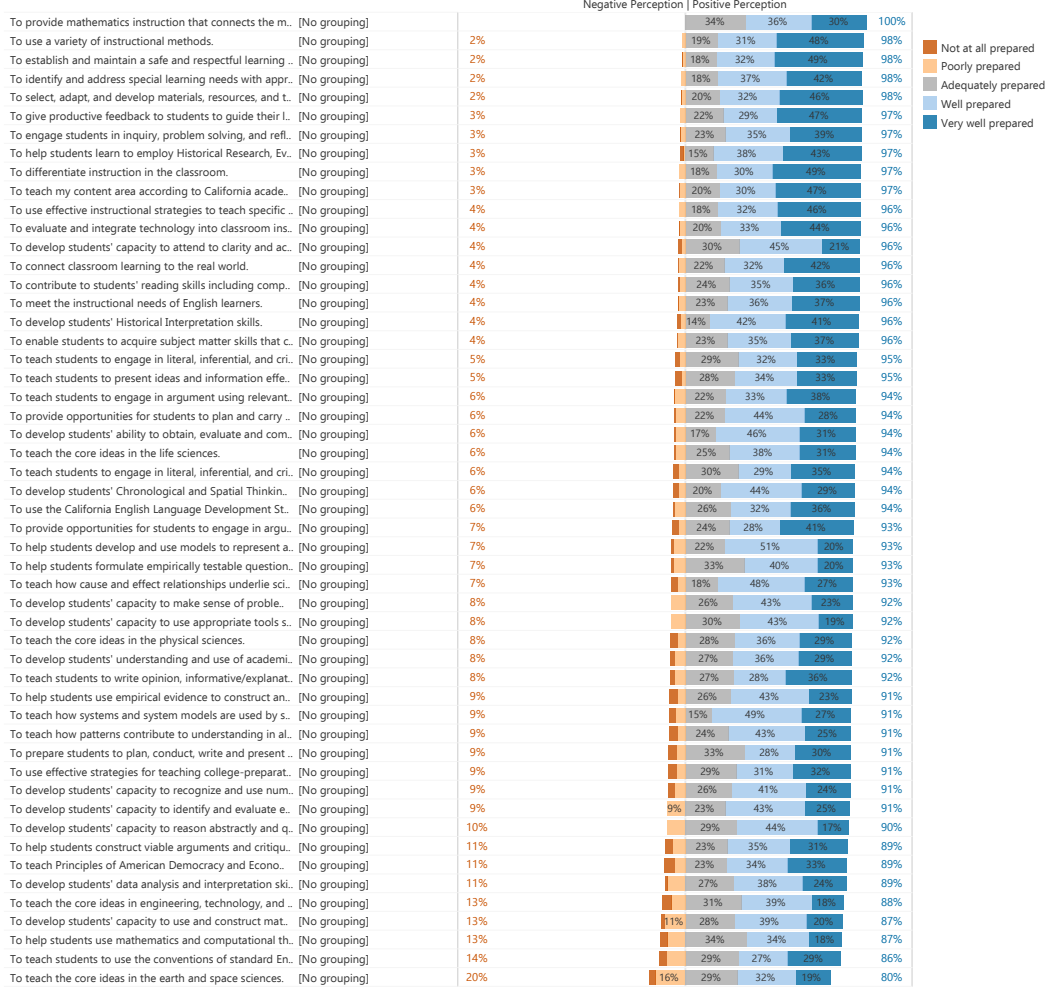 Negative Perception | Positive Perception
To provide mathematics instruction that connects the m.. [No grouping] 34% 36% 30% 100%
To use a variety of instructional methods. [No grouping] 2% 19% 31% 48% 98%
To establish and maintain a safe and respectful learning .. [No grouping] 2% 18% 32% 49% 98%
To identify and address special learning needs with appr.. [No grouping] 2% 18% 37% 42% 98%
To select, adapt, and develop materials, resources, and t.. [No grouping] 2% 20% 32% 46% 98%
To give productive feedback to students to guide their l.. [No grouping] 3% 22% 29% 47% 97%
To engage students in inquiry, problem solving, and refl.. [No grouping] 3% 23% 35% 39% 97%
To help students learn to employ Historical Research, Ev.. [No grouping] 3% 15% 38% 43% 97%
To differentiate instruction in the classroom. [No grouping] 3% 18% 30% 49% 97%
To teach my content area according to California acade.. [No grouping] 3% 20% 30% 47% 97%
To use effective instructional strategies to teach specific .. [No grouping] 4% 18% 32% 46% 96%
To evaluate and integrate technology into classroom ins.. [No grouping] 4% 20% 33% 44% 96%
To develop students' capacity to attend to clarity and ac.. [No grouping] 4% 30% 45% 21% 96%
To connect classroom learning to the real world. [No grouping] 4% 22% 32% 42% 96%
To contribute to students' reading skills including comp.. [No grouping] 4% 24% 35% 36% 96%
To meet the instructional needs of English learners. [No grouping] 4% 23% 36% 37% 96%
To develop students' Historical Interpretation skills. [No grouping] 4% 14% 42% 41% 96%
To enable students to acquire subject matter skills that c.. [No grouping] 4% 23% 35% 37% 96%
To teach students to engage in literal, inferential, and cri.. [No grouping] 5% 29% 32% 33% 95%
To teach students to present ideas and information effe.. [No grouping] 5% 28% 34% 33% 95%
To teach students to engage in argument using relevant.. [No grouping] 6% 22% 33% 38% 94%
To provide opportunities for students to plan and carry .. [No grouping] 6% 22% 44% 28% 94%
To develop students' ability to obtain, evaluate and com.. [No grouping] 6% 17% 46% 31% 94%
To teach the core ideas in the life sciences. [No grouping] 6% 25% 38% 31% 94%
To teach students to engage in literal, inferential, and cri.. [No grouping] 6% 30% 29% 35% 94%
To develop students' Chronological and Spatial Thinkin.. [No grouping] 6% 20% 44% 29% 94%
To use the California English Language Development St.. [No grouping] 6% 26% 32% 36% 94%
To provide opportunities for students to engage in argu.. [No grouping] 7% 24% 28% 41% 93%
To help students develop and use models to represent a.. [No grouping] 7% 22% 51% 20% 93%
To help students formulate empirically testable question.. [No grouping] 7% 33% 40% 20% 93%
To teach how cause and effect relationships underlie sci.. [No grouping] 7% 18% 48% 27% 93%
To develop students' capacity to make sense of proble.. [No grouping] 8% 26% 43% 23% 92%
To develop students' capacity to use appropriate tools s.. [No grouping] 8% 30% 43% 19% 92%
To teach the core ideas in the physical sciences. [No grouping] 8% 28% 36% 29% 92%
To develop students' understanding and use of academi.. [No grouping] 8% 27% 36% 29% 92%
To teach students to write opinion, informative/explanat.. [No grouping] 8% 27% 28% 36% 92%
To help students use empirical evidence to construct an.. [No grouping] 9% 26% 43% 23% 91%
To teach how systems and system models are used by s.. [No grouping] 9% 15% 49% 27% 91%
To teach how patterns contribute to understanding in al.. [No grouping] 9% 24% 43% 25% 91%
To prepare students to plan, conduct, write and present .. [No grouping] 9% 33% 28% 30% 91%
To use effective strategies for teaching college-preparat.. [No grouping] 9% 29% 31% 32% 91%
To develop students' capacity to recognize and use num.. [No grouping] 9% 26% 41% 24% 91%
To develop students' capacity to identify and evaluate e.. [No grouping] 9% 9% 23% 43% 25% 91%
To develop students' capacity to reason abstractly and q.. [No grouping] 10% 29% 44% 17% 90%
To help students construct viable arguments and critiqu.. [No grouping] 11% 23% 35% 31% 89%
To teach Principles of American Democracy and Econo.. [No grouping] 11% 23% 34% 33% 89%
To develop students' data analysis and interpretation ski.. [No grouping] 11% 27% 38% 24% 89%
To teach the core ideas in engineering, technology, and .. [No grouping] 13% 31% 39% 18% 88%
To develop students' capacity to use and construct mat.. [No grouping] 13% 11% 28% 39% 20% 87%
To help students use mathematics and computational th.. [No grouping] 13% 34% 34% 18% 87%
To teach students to use the conventions of standard En.. [No grouping] 14% 29% 27% 29% 86%
To teach the core ideas in the earth and space sciences. [No grouping] 20% 16% 29% 32% 19% 80%
Not at all prepared
Poorly prepared
Adequately prepared
Well prepared
Very well prepared